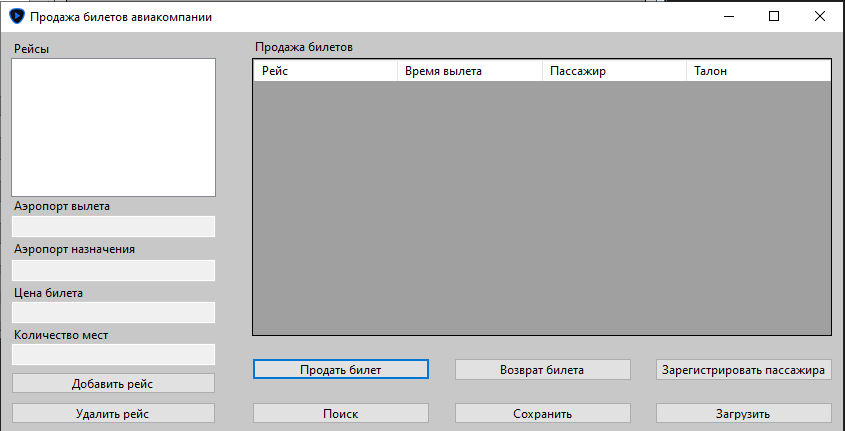 Продажа билетов авиакомпании
Рейсы
Продажа билетов
Рейс Время вылета Пассажир Талон
Аэропорт вылета
Аэропорт назначения
Цена билета
Количество мест
Продать билет Возврат билета Зарегистрировать пассажира
Добавить рейс
Удалить рейс Поиск Сохранить Загрузить